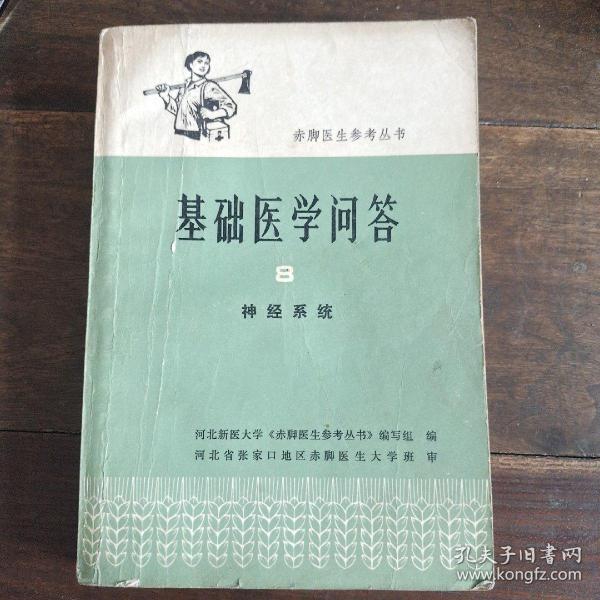 赤脚医生参考丛书
基础医学问答
8
神经系统
河北新医大学《赤脚医生参考丛书》编写组 编
河北省张家口地区赤脚医生大学班 审
孔夫子旧书网
www.kongfz.com